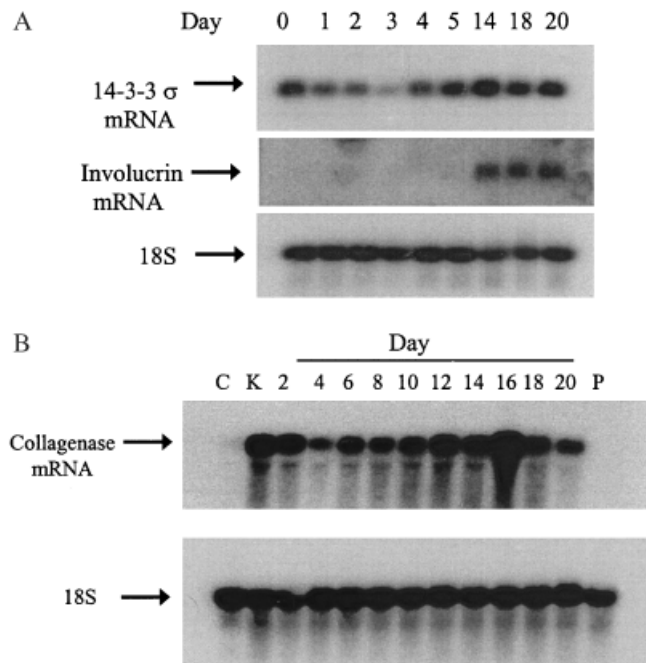 A
Day 0 1 2 3 4 5 14 18 20
14-3-3 σ
mRNA
Involucrin
mRNA
18S
B
Day
C K 2 4 6 8 10 12 14 16 18 20 P
Collagenase
mRNA
18S